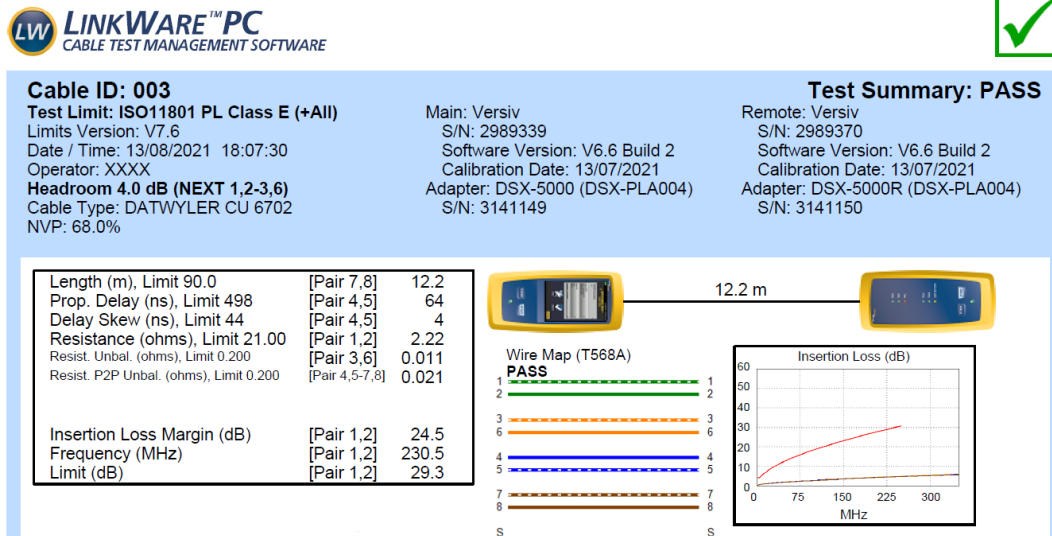 LW LINKWARE™PC
CABLE TEST MANAGEMENT SOFTWARE
Cable ID: 003
Test Summary: PASS
Test Limit: ISO11801 PL Class E (+All)
Limits Version: V7.6
Date / Time: 13/08/2021 18:07:30
Operator: XXXX
Headroom 4.0 dB (NEXT 1,2-3,6)
Cable Type: DATWYLER CU 6702
NVP: 68.0%
Main: Versiv
S/N: 2989339
Software Version: V6.6 Build 2
Calibration Date: 13/07/2021
Adapter: DSX-5000 (DSX-PLA004)
S/N: 3141149
Remote: Versiv
S/N: 2989370
Software Version: V6.6 Build 2
Calibration Date: 13/07/2021
Adapter: DSX-5000R (DSX-PLA004)
S/N: 3141150
Length (m), Limit 90.0 [Pair 7,8] 12.2
Prop. Delay (ns), Limit 498 [Pair 4,5] 64
Delay Skew (ns), Limit 44 [Pair 4,5] 4
Resistance (ohms), Limit 21.00 [Pair 1,2] 2.22
Resist. Unbal. (ohms), Limit 0.200 [Pair 3,6] 0.011
Resist. P2P Unbal. (ohms), Limit 0.200 [Pair 4,5-7,8] 0.021
Insertion Loss Margin (dB) [Pair 1,2] 24.5
Frequency (MHz) [Pair 1,2] 230.5
Limit (dB) [Pair 1,2] 29.3
12.2 m
Wire Map (T568A)
PASS
1 1
2 2
3 3
6 6
4 4
5 5
7 7
8 8
S S
Insertion Loss (dB)
60
50
40
30
20
10
0
0 75 150 225 300
MHz